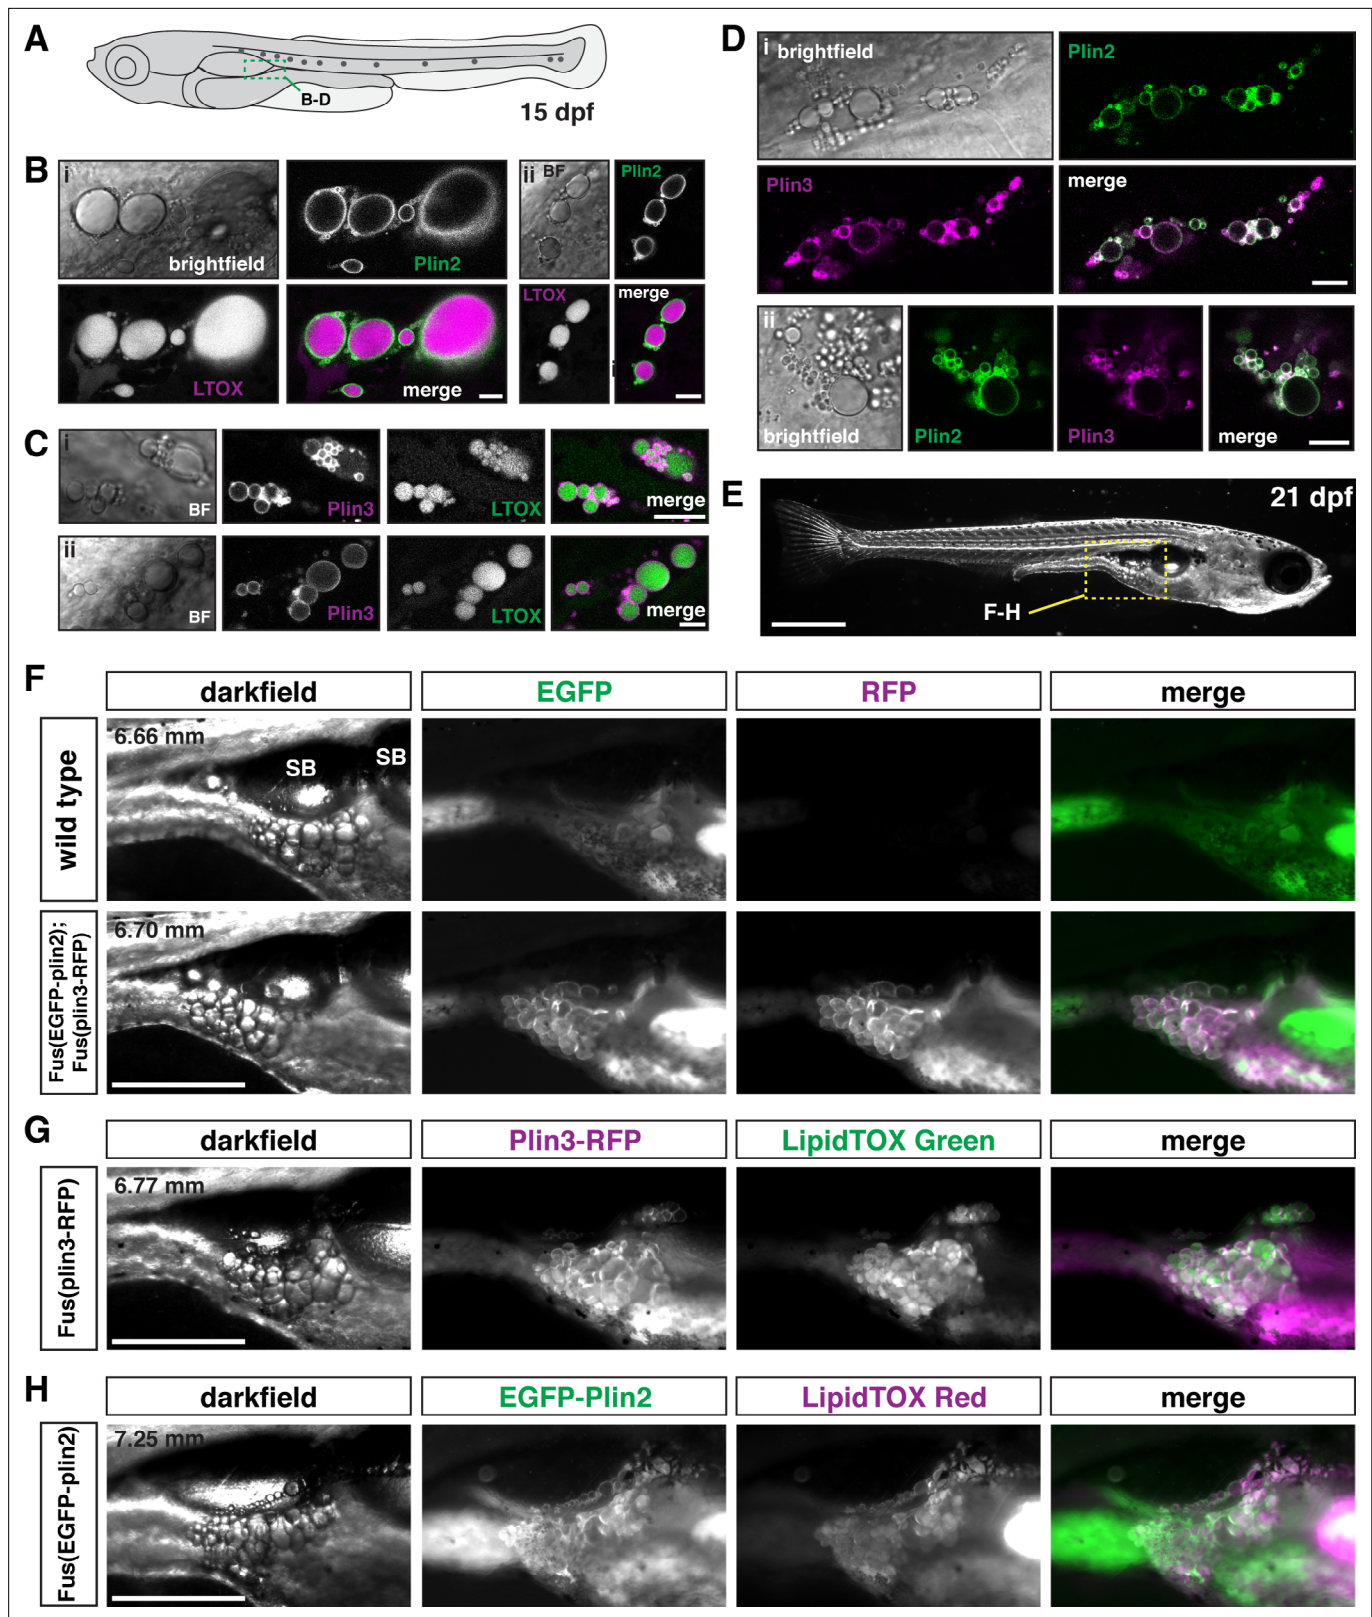 A
B-D
15 dpf
B
i
brightfield
Plin2
ii
BF
Plin2
LTOX
merge
LTOX
merge
C
i
BF
Plin3
LTOX
merge
ii
BF
Plin3
LTOX
merge
D
i
brightfield
Plin2
Plin3
merge
ii
brightfield
Plin2
Plin3
merge
E
21 dpf
F-H
F
darkfield
EGFP
RFP
merge
wild type
6.66 mm
SB
SB
Fus(EGFP-plin2);
Fus(plin3-RFP)
6.70 mm
G
darkfield
Plin3-RFP
LipidTOX Green
merge
Fus(plin3-RFP)
6.77 mm
H
darkfield
EGFP-Plin2
LipidTOX Red
merge
Fus(EGFP-plin2)
7.25 mm